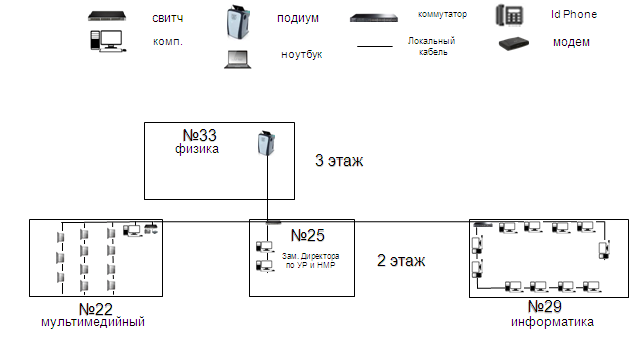 свитч
подиум
коммутатор
Id Phone
комп.
ноутбук
Локальный
кабель
модем
№33
физика
3 этаж
№25
Зам. Директора
по УР и НМР
2 этаж
№22
мультимедийный
№29
информатика